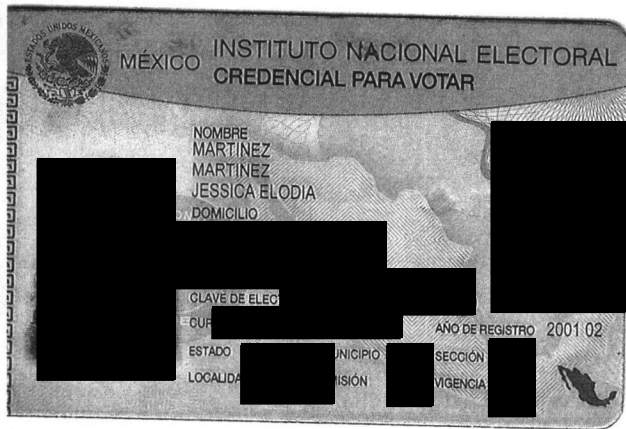 ESTADOS UNIDOS MEXICANOS
MÉXICO INSTITUTO NACIONAL ELECTORAL
CREDENCIAL PARA VOTAR
NOMBRE
MARTINEZ
MARTINEZ
JESSICA ELODIA
DOMICILIO
CLAVE DE ELEC
CUR
AÑO DE REGISTRO 2001 02
ESTADO UNICIPIO SECCIÓN
LOCALIDA ISIÓN VIGENCIA